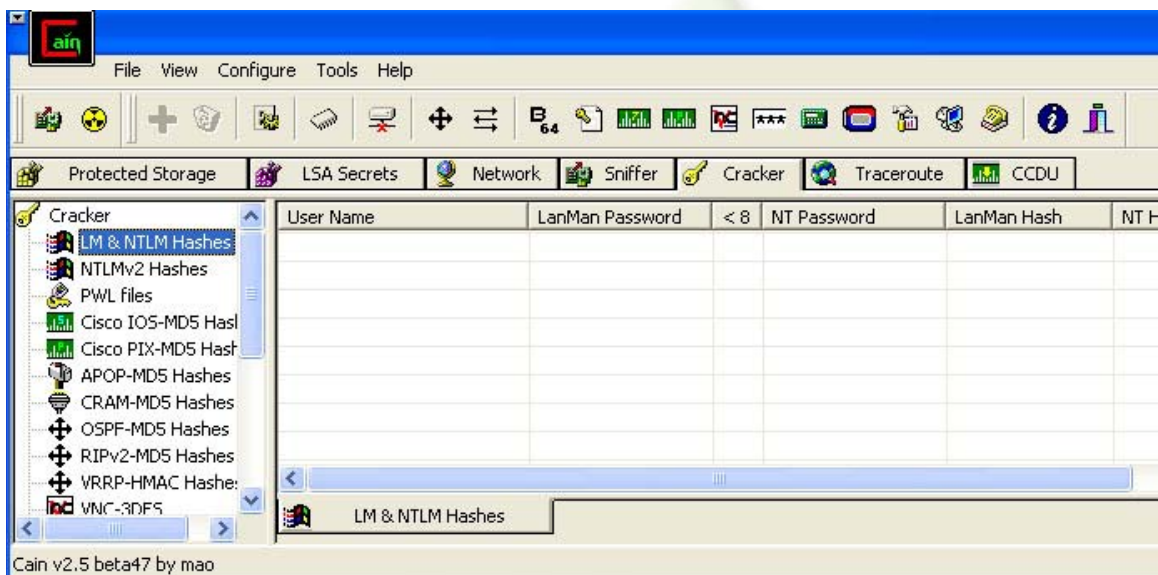 Cain
File View Configure Tools Help
B64 ***
Protected Storage LSA Secrets Network Sniffer Cracker Traceroute CCDU
Cracker
LM & NTLM Hashes
NTLMv2 Hashes
PWL files
Cisco IOS-MD5 Hasl
Cisco PIX-MD5 Hash
APOP-MD5 Hashes
CRAM-MD5 Hashes
OSPF-MD5 Hashes
RIPv2-MD5 Hashes
VRRP-HMAC Hashe
VNC-3DES
User Name LanMan Password < 8 NT Password LanMan Hash NT H
LM & NTLM Hashes
Cain v2.5 beta47 by mao